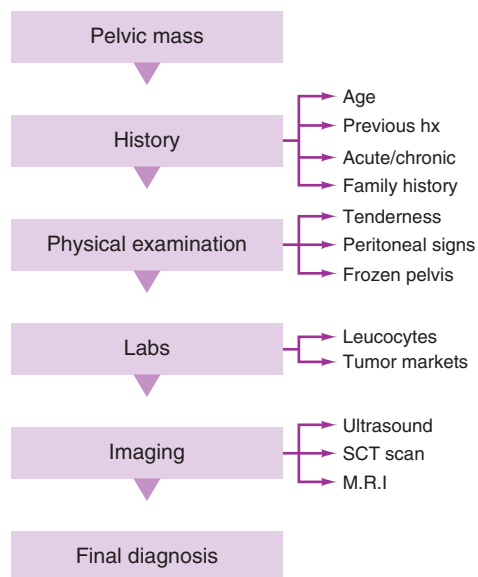 Pelvic mass
History
Age
Previous hx
Acute/chronic
Family history
Physical examination
Tenderness
Peritoneal signs
Frozen pelvis
Labs
Leucocytes
Tumor markets
Imaging
Ultrasound
SCT scan
M.R.I
Final diagnosis